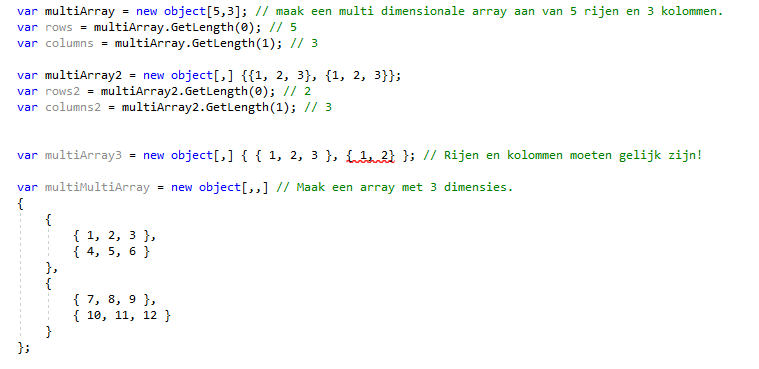 var multiArray = new object[5,3]; // maak een multi dimensionale array aan van 5 rijen en 3 kolommen.
var rows = multiArray.GetLength(0); // 5
var columns = multiArray.GetLength(1); // 3
var multiArray2 = new object[,] {{1, 2, 3}, {1, 2, 3}};
var rows2 = multiArray2.GetLength(0); // 2
var columns2 = multiArray2.GetLength(1); // 3
var multiArray3 = new object[,] { { 1, 2, 3 }, { 1, 2} }; // Rijen en kolommen moeten gelijk zijn!
var multiMultiArray = new object[,,] // Maak een array met 3 dimensies.
{
{
{ 1, 2, 3 },
{ 4, 5, 6 }
},
{
{ 7, 8, 9 },
{ 10, 11, 12 }
}
};